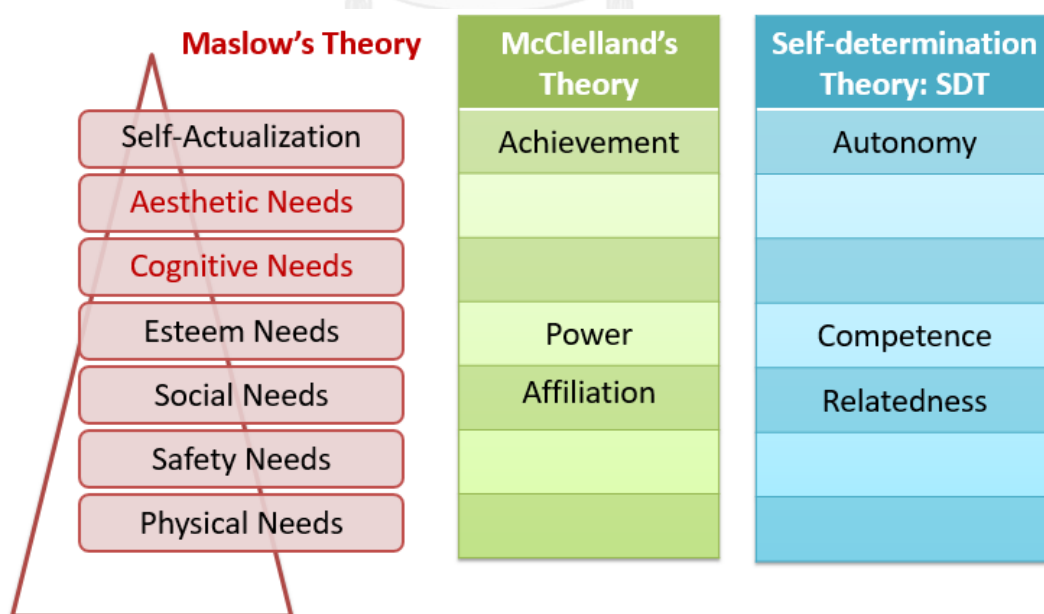 Maslow's Theory
McClelland's
Theory
Self-determination
Theory: SDT
Self-Actualization
Achievement
Autonomy
Aesthetic Needs
Cognitive Needs
Esteem Needs
Power
Competence
Social Needs
Affiliation
Relatedness
Safety Needs
Physical Needs